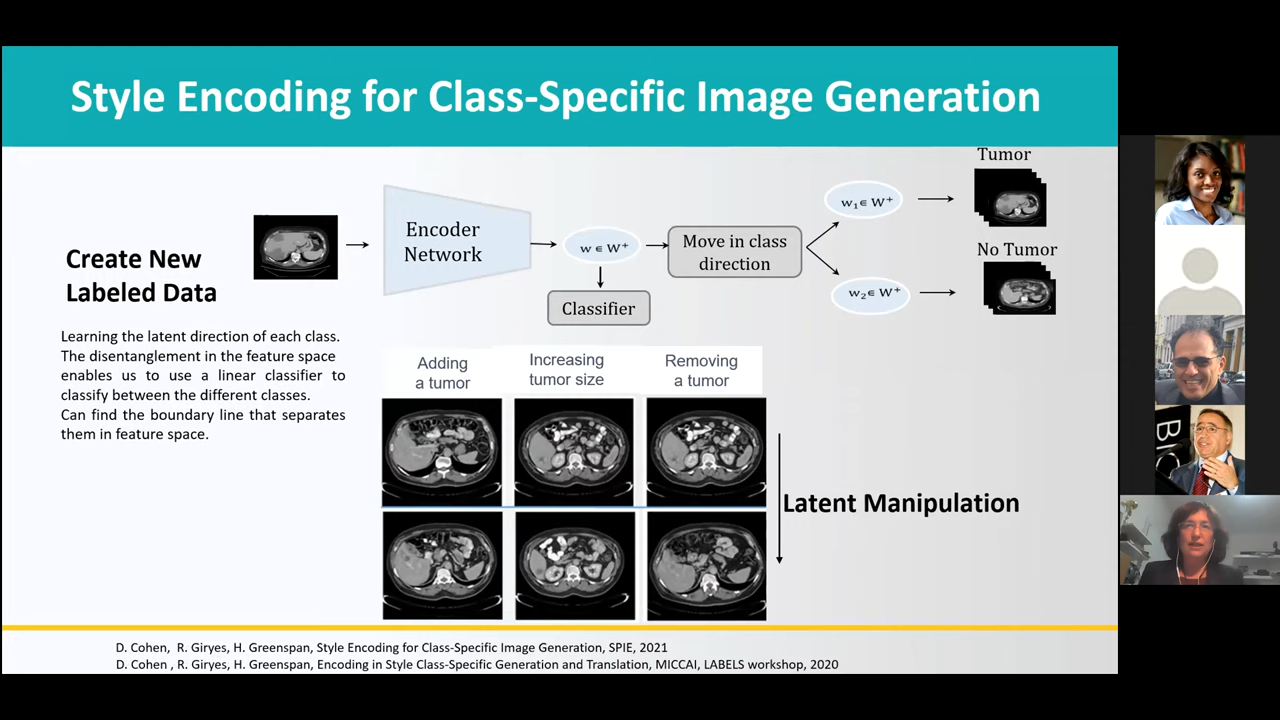 Style Encoding for Class-Specific Image Generation
Create New
Labeled Data
Learning the latent direction of each class.
The disentanglement in the feature space
enables us to use a linear classifier to
classify between the different classes.
Can find the boundary line that separates
them in feature space.
Encoder
Network
w ∈ W⁺
Classifier
Move in class
direction
w₁∈ W⁺
w₂∈ W⁺
Tumor
No Tumor
Adding
a tumor
Increasing
tumor size
Removing
a tumor
Latent Manipulation
D. Cohen, R. Giryes, H. Greenspan, Style Encoding for Class-Specific Image Generation, SPIE, 2021
D. Cohen , R. Giryes, H. Greenspan, Encoding in Style Class-Specific Generation and Translation, MICCAI, LABELS workshop, 2020